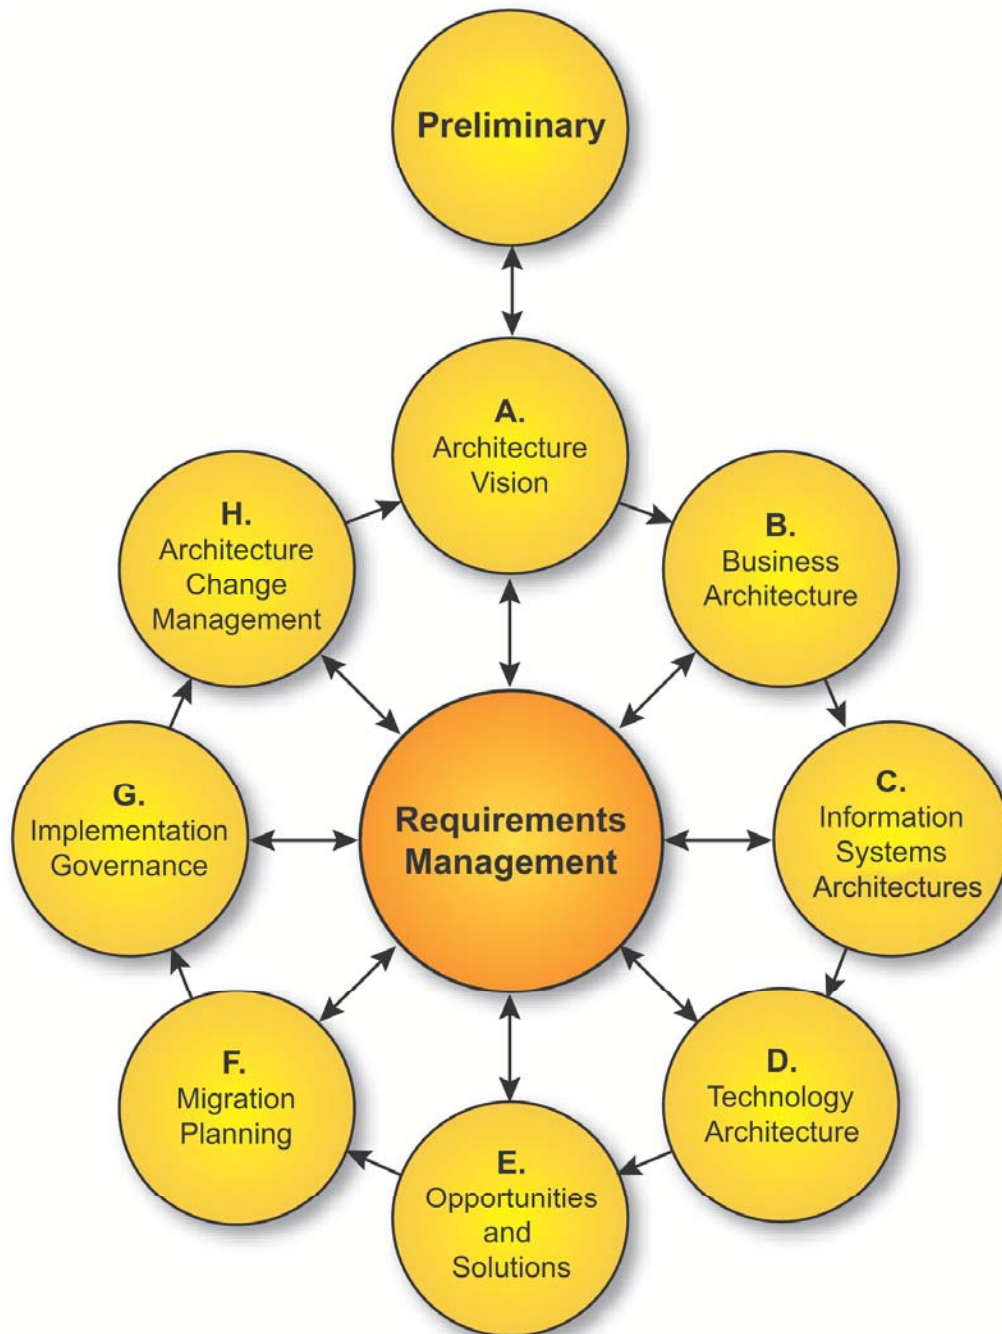 Preliminary
A.
Architecture
Vision
B.
Business
Architecture
C.
Information
Systems
Architectures
D.
Technology
Architecture
E.
Opportunities
and
Solutions
F.
Migration
Planning
G.
Implementation
Governance
H.
Architecture
Change
Management
Requirements
Management